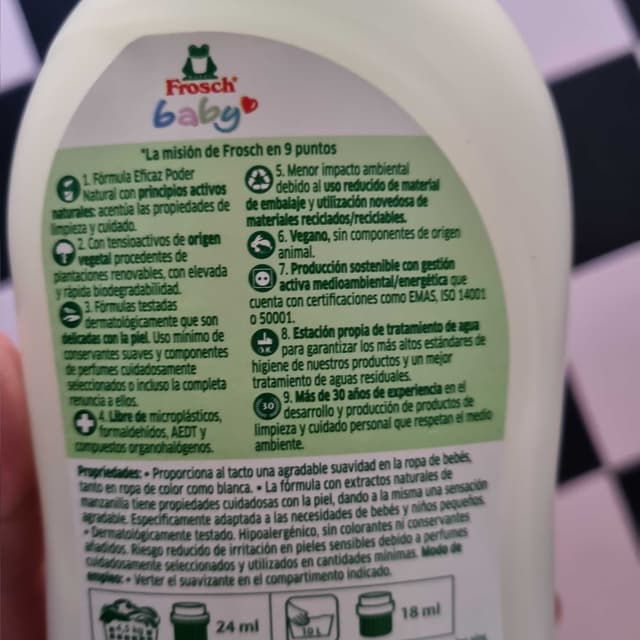 Frosch
baby
*La misión de Frosch en 9 puntos
1. Fórmula Eficaz Poder
Natural con principios activos
naturales: acentúa las propiedades de
limpieza y cuidado.
2. Con tensioactivos de origen
vegetal procedentes de
plantaciones renovables, con elevada
y rápida biodegradabilidad.
3. Fórmulas testadas
dermatológicamente que son
delicadas con la piel. Uso mínimo de
conservantes suaves y componentes
de perfumes cuidadosamente
seleccionados o incluso la completa
renuncia a ellos.
4. Libre de microplásticos,
formaldehidos, AEDT y
compuestos organohalógenos.
5. Menor impacto ambiental
debido al uso reducido de material
de embalaje y utilización novedosa de
materiales reciclados/reciclables.
6. Vegano, sin componentes de origen
animal.
7. Producción sostenible con gestión
activa medioambiental/energética que
cuenta con certificaciones como EMAS, ISO 14001
o 50001.
8. Estación propia de tratamiento de agua
para garantizar los más altos estándares de
higiene de nuestros productos y un mejor
tratamiento de aguas residuales.
30
9. Más de 30 años de experiencia en el
desarrollo y producción de productos de
limpieza y cuidado personal que respetan el medio
ambiente.
Propiedades: • Proporciona al tacto una agradable suavidad en la ropa de bebés,
tanto en ropa de color como blanca. • La fórmula con extractos naturales de
manzanilla tiene propiedades cuidadosas con la piel, dando a la misma una sensación
agradable. Específicamente adaptada a las necesidades de bebés y niños pequeños.
• Dermatológicamente testado. Hipoalergénico, sin colorantes ni conservantes
añadidos. Riesgo reducido de irritación en pieles sensibles debido a perfumes
cuidadosamente seleccionados y utilizados en cantidades mínimas. Modo de
empleo: • Verter el suavizante en el compartimento indicado.
24 ml
10 L
18 ml